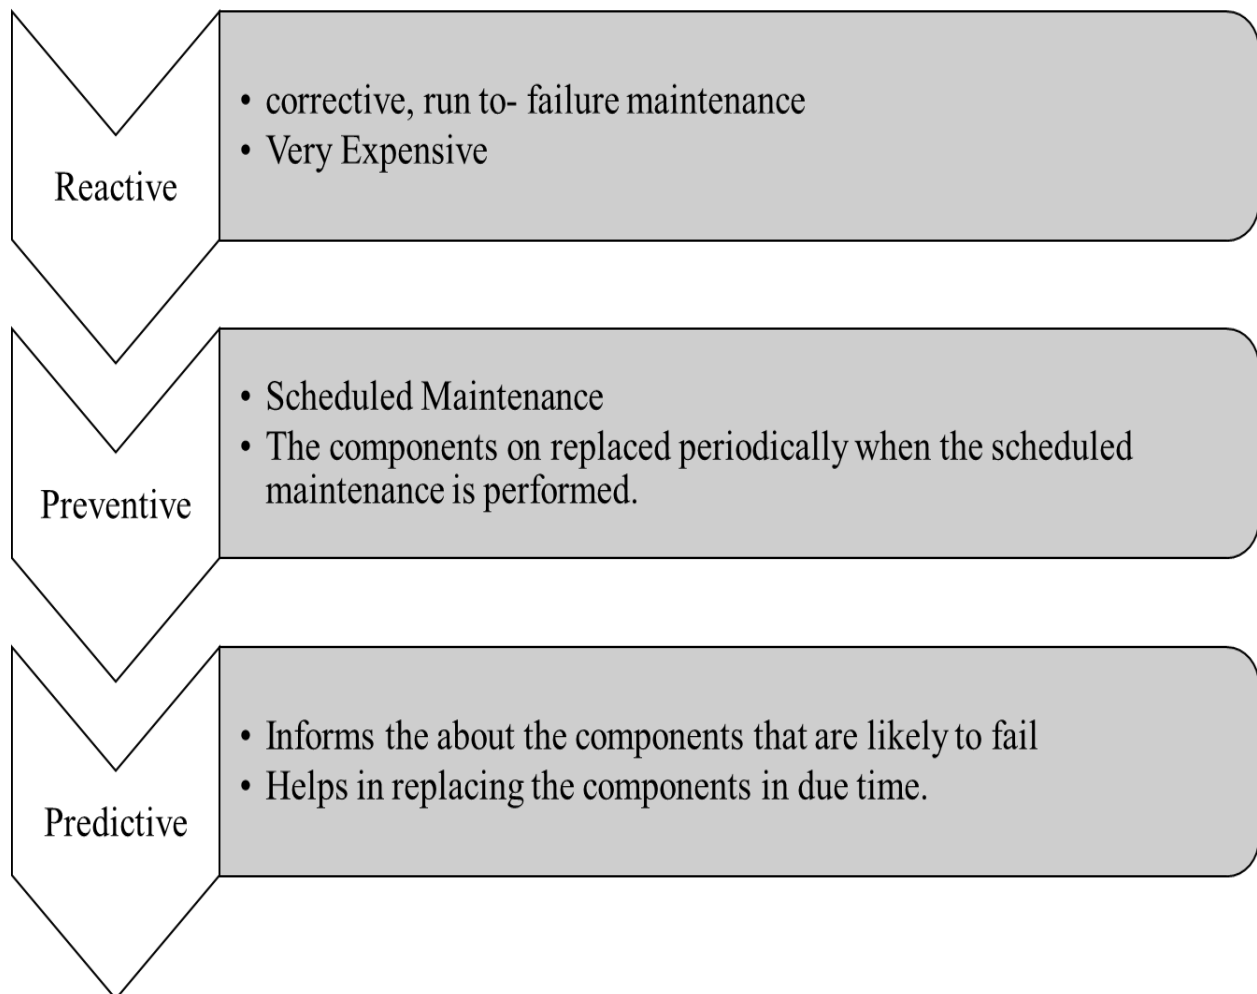 Reactive
• corrective, run to- failure maintenance
• Very Expensive
Preventive
• Scheduled Maintenance
• The components on replaced periodically when the scheduled
maintenance is performed.
Predictive
• Informs the about the components that are likely to fail
• Helps in replacing the components in due time.